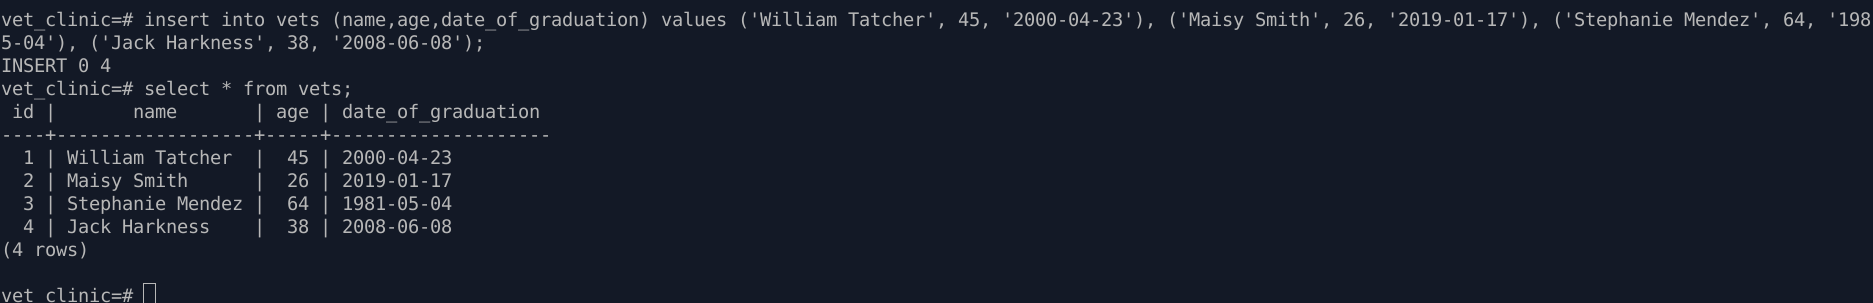 vet_clinic=# insert into vets (name,age,date_of_graduation) values ('William Tatcher', 45, '2000-04-23'), ('Maisy Smith', 26, '2019-01-17'), ('Stephanie Mendez', 64, '198
5-04'), ('Jack Harkness', 38, '2008-06-08');
INSERT 0 4
vet_clinic=# select * from vets;
 id |       name       | age | date_of_graduation
----+------------------+-----+--------------------
  1 | William Tatcher  |  45 | 2000-04-23
  2 | Maisy Smith      |  26 | 2019-01-17
  3 | Stephanie Mendez |  64 | 1981-05-04
  4 | Jack Harkness    |  38 | 2008-06-08
(4 rows)
vet_clinic=#